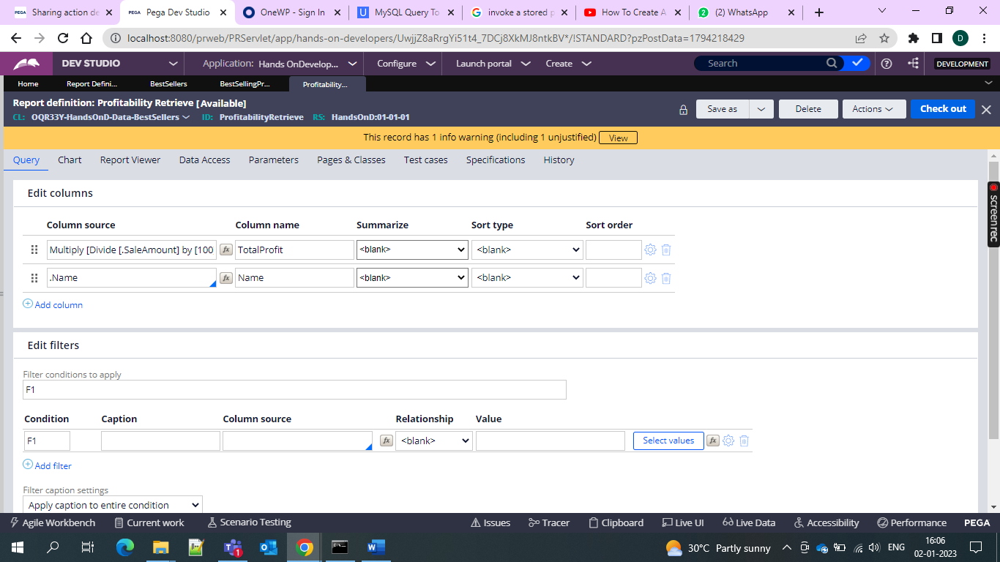 Sharing action de
Pega Dev Studio
OneWP - Sign In
MySQL Query To
invoke a stored p
How To Create A
(2) WhatsApp
localhost:8080/prweb/PRServlet/app/hands-on-developers/UwjjZ8aRrgYi51t4_7DCj8XkMJ8ntkBV*/!STANDARD?pzPostData=1794218429
D
DEV STUDIO
Application: Hands OnDevelop...
Configure
Launch portal
Create
Search
DEVELOPMENT
Home
Report Defini...
BestSellers
BestSellingPr...
Profitability...
Report definition: Profitability Retrieve [Available]
CL: OQR33Y-HandsOnD-Data-BestSellers ID: ProfitabilityRetrieve RS: HandsOnD:01-01-01
Save as
Delete
Actions
Check out
This record has 1 info warning (including 1 unjustified) View
Query
Chart
Report Viewer
Data Access
Parameters
Pages & Classes
Test cases
Specifications
History
screenrec
Edit columns
Column source Column name Summarize Sort type Sort order
Multiply [Divide [.SaleAmount] by [100 fx TotalProfit <blank> <blank>
.Name fx Name <blank> <blank>
Add column
Edit filters
Filter conditions to apply
F1
Condition Caption Column source Relationship Value
F1 fx <blank> Select values fx
Add filter
Filter caption settings
Apply caption to entire condition
Agile Workbench
Current work
Scenario Testing
Issues
Tracer
Clipboard
Live UI
Live Data
Accessibility
Performance
PEGA
1
30°C Partly sunny
ENG
16:06
02-01-2023